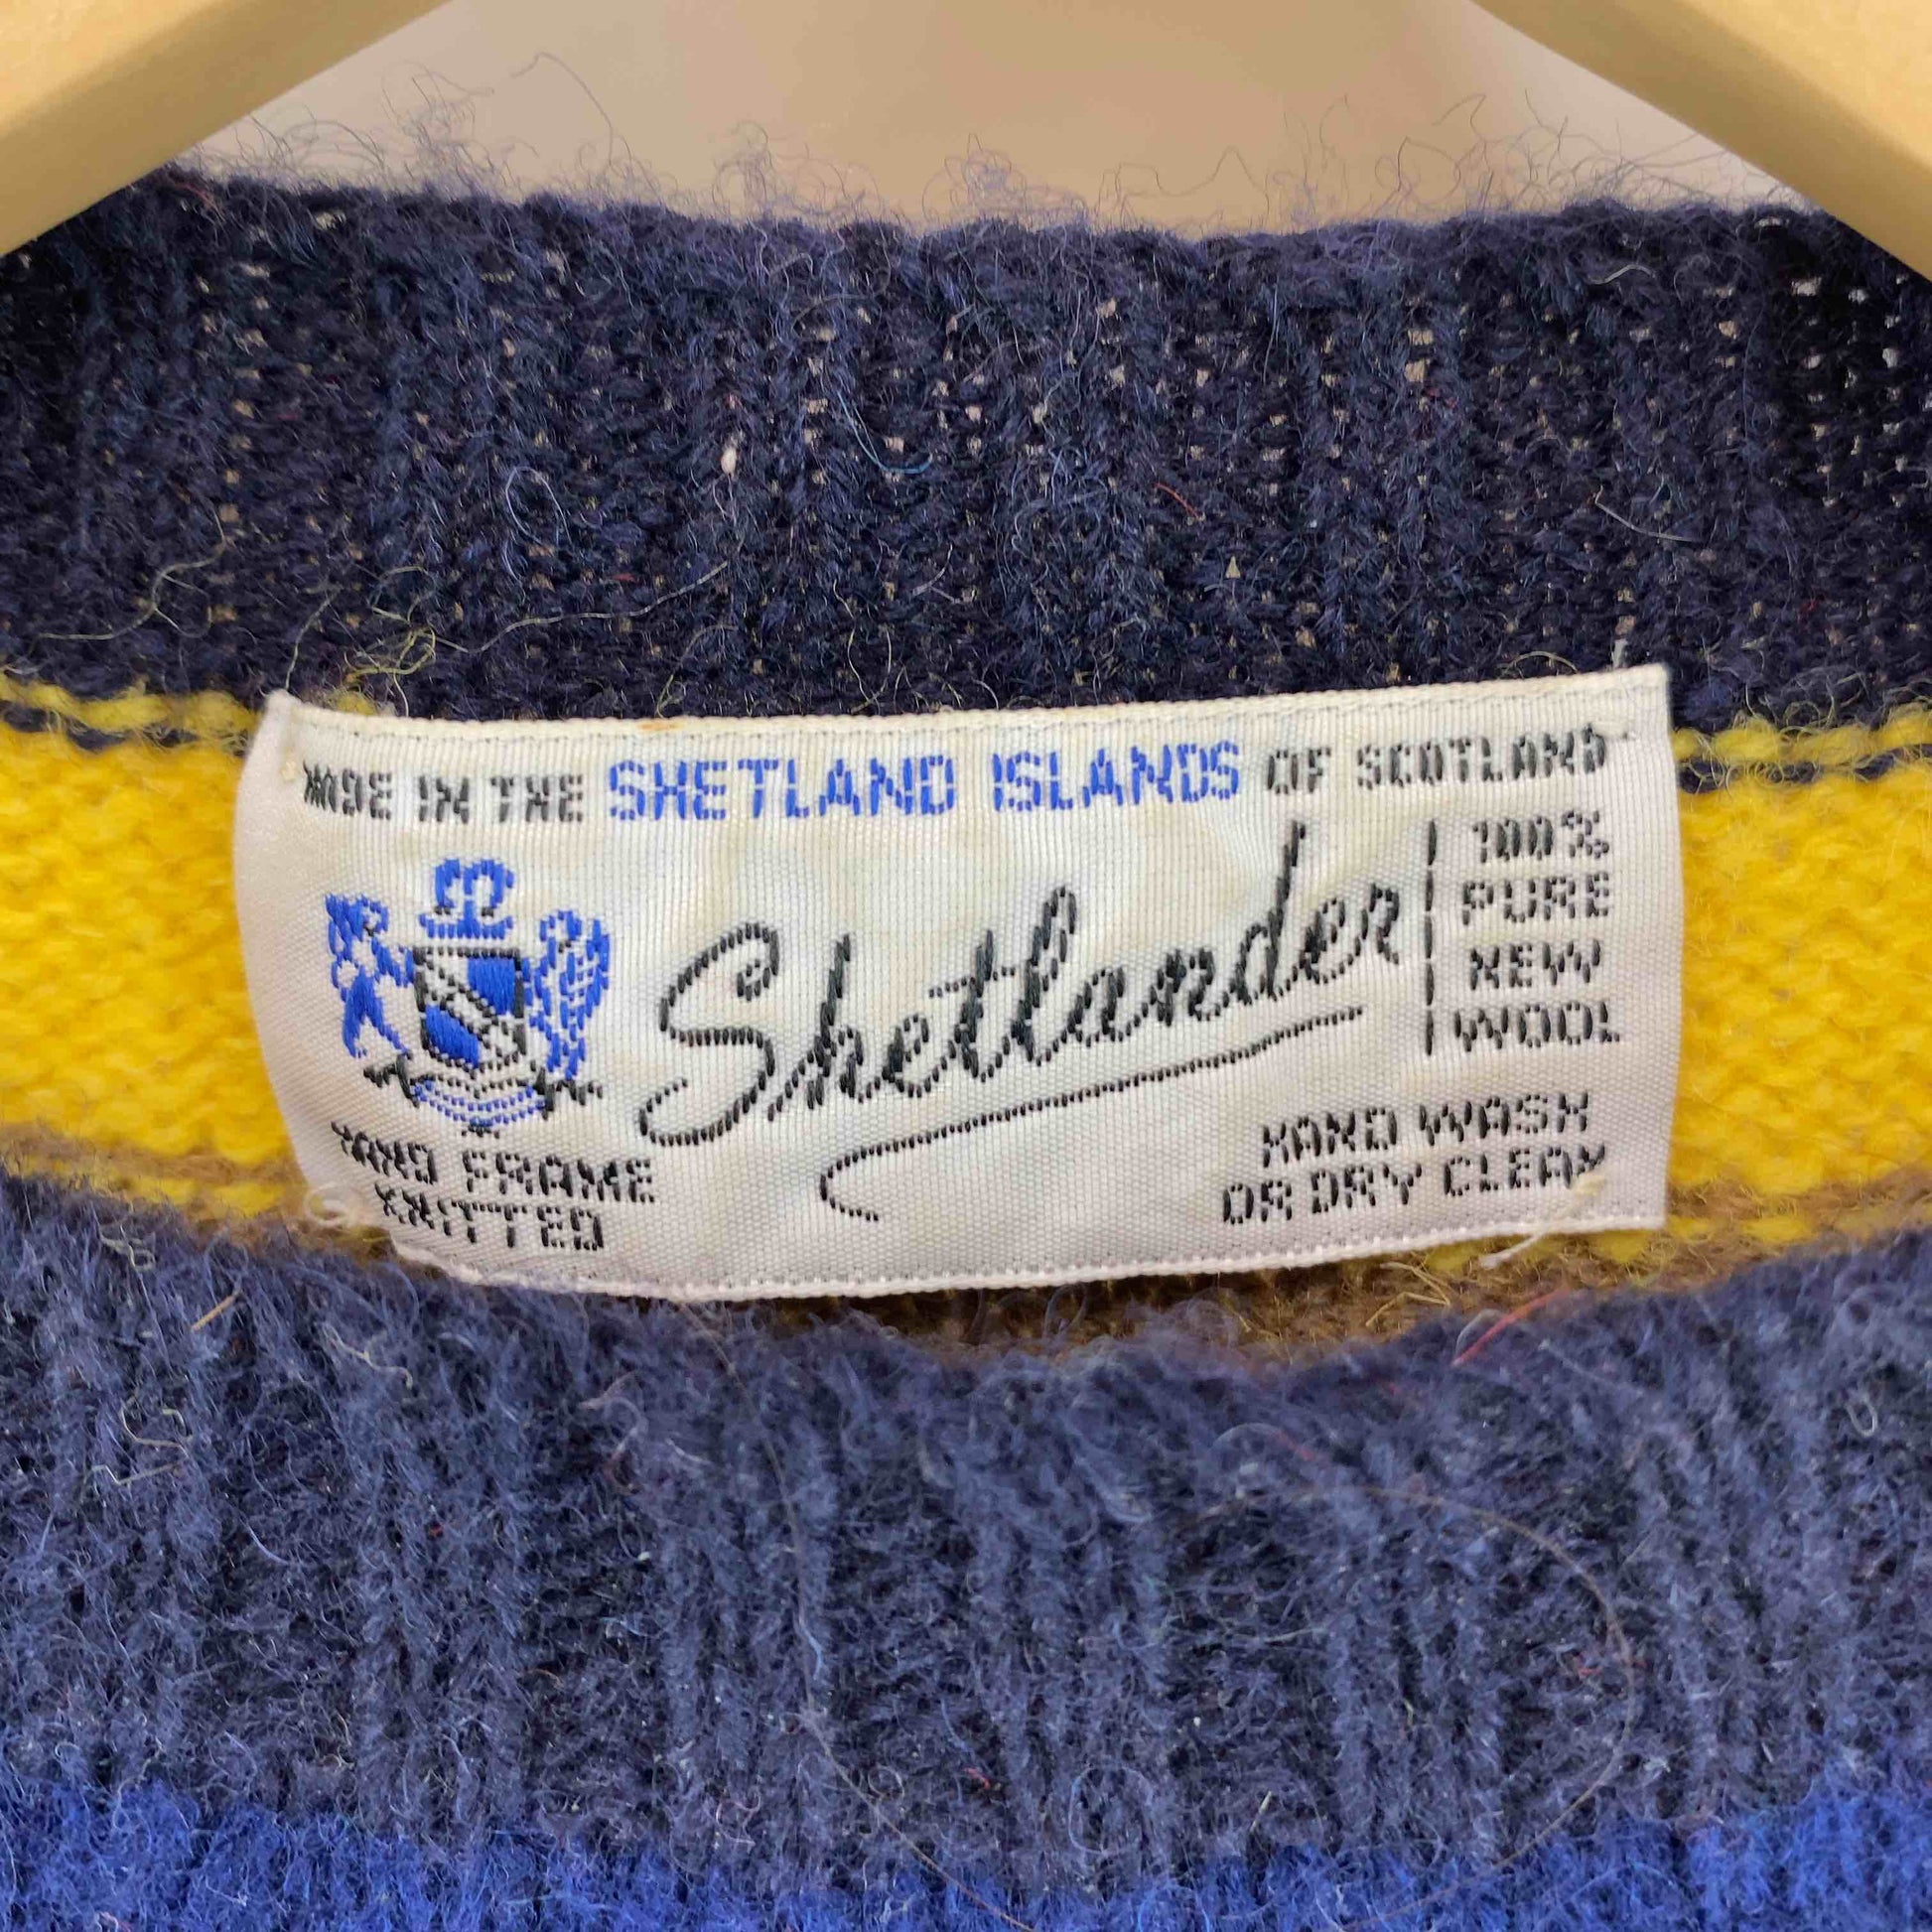 MADE IN THE SHETLAND ISLANDS OF SCOTLAND
Shetlander
100%
PURE
NEW
WOOL
HAND FRAME
KNITTED
HAND WASH
OR DRY CLEAN